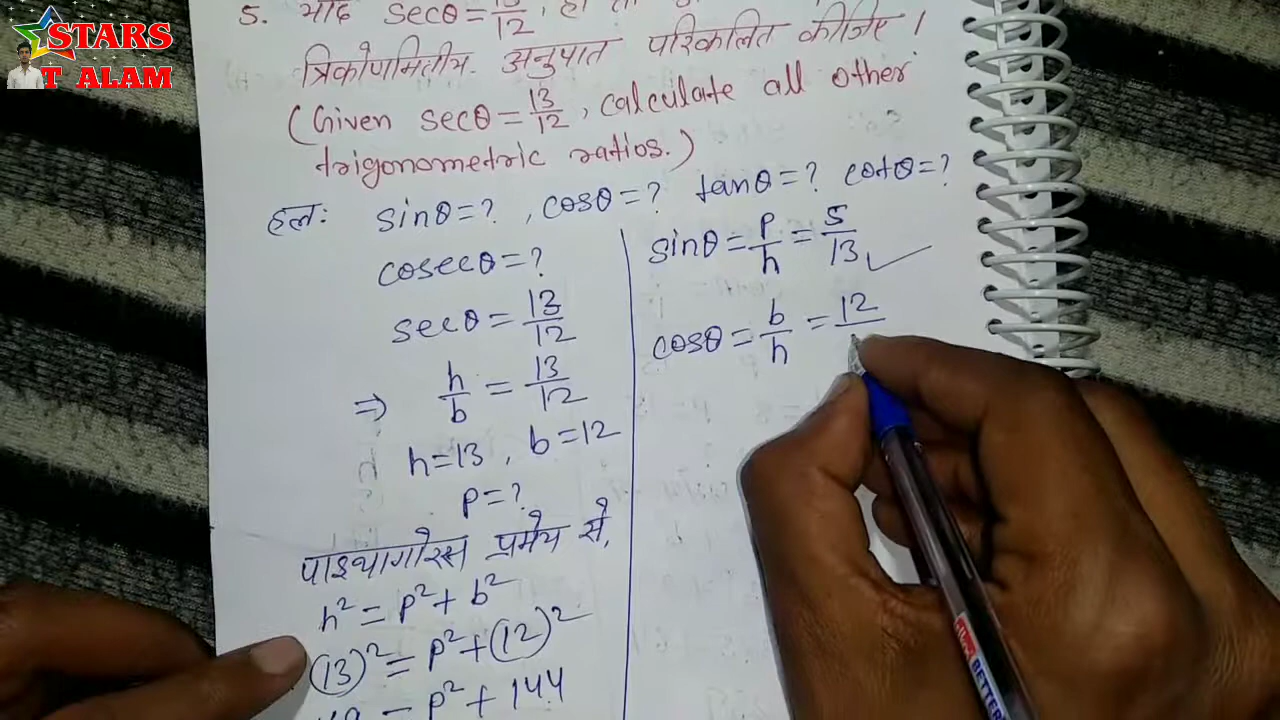 STARS
T ALAM
5. यदि secθ = 13/12, हो तो
त्रिकोणमितीय अनुपात परिकलित कीजिए।
(Given secθ = 13/12, calculate all other
trigonometric ratios.)
हल: sinθ = ?, cosθ = ? tanθ = ? cotθ = ?
cosecθ = ?
secθ = 13/12
⇒ h/b = 13/12
h = 13, b = 12
p = ?
पाइथागोरस प्रमेय से,
h² = p² + b²
(13)² = p² + (12)²
= p² + 144
sinθ = p/h = 5/13 ✓
cosθ = b/h = 12/
BETTER